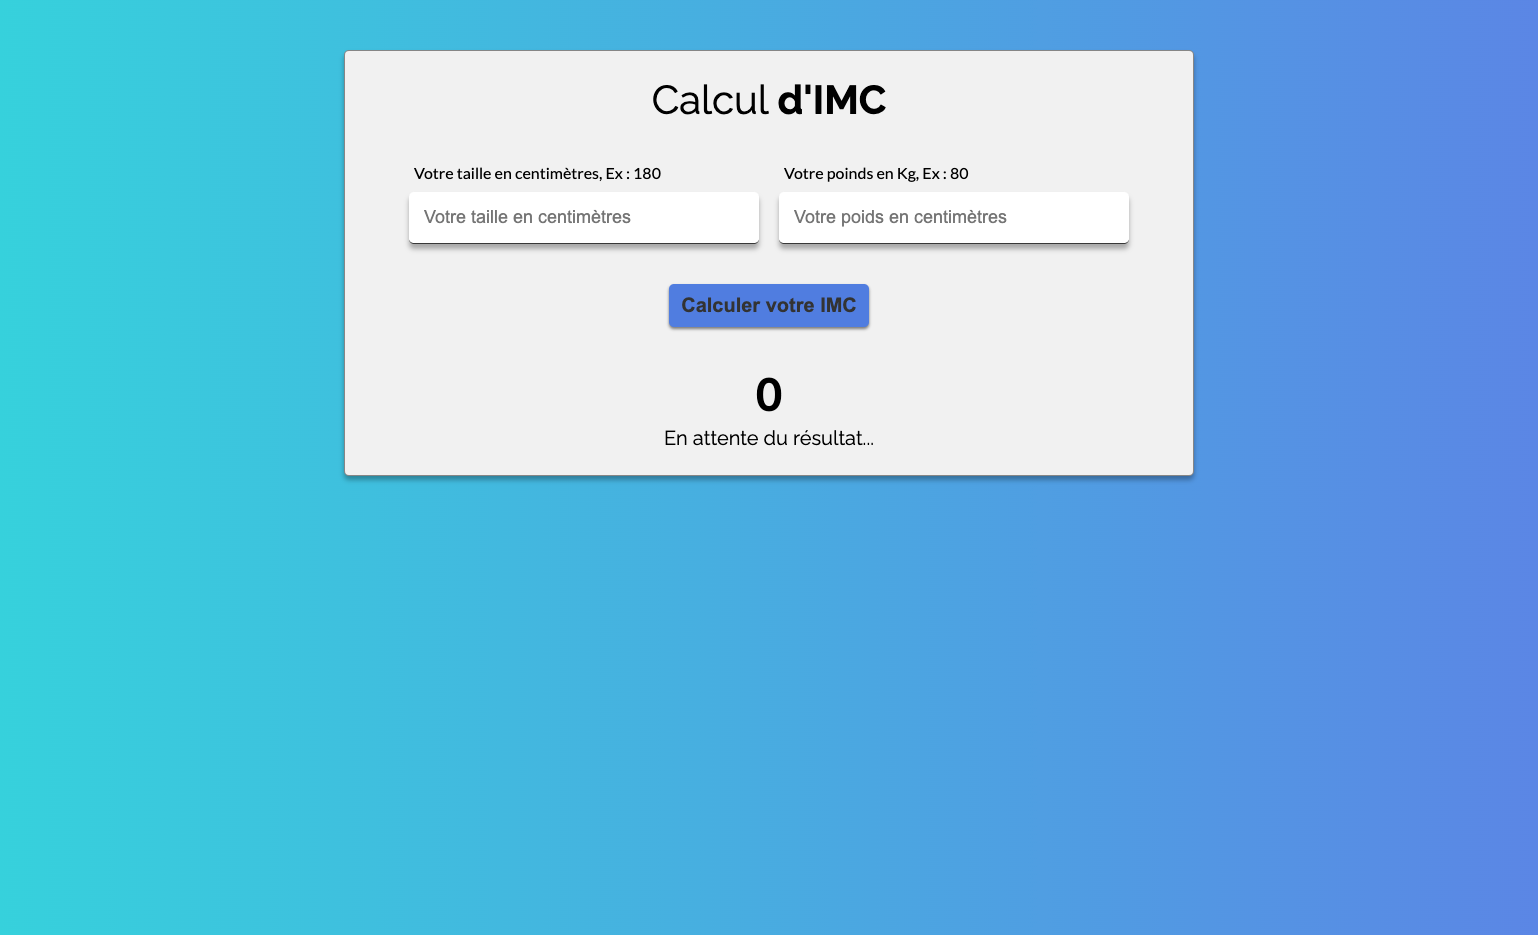 Calcul d'IMC
Votre taille en centimètres, Ex : 180
Votre poinds en Kg, Ex : 80
Votre taille en centimètres
Votre poids en centimètres
Calculer votre IMC
0
En attente du résultat...